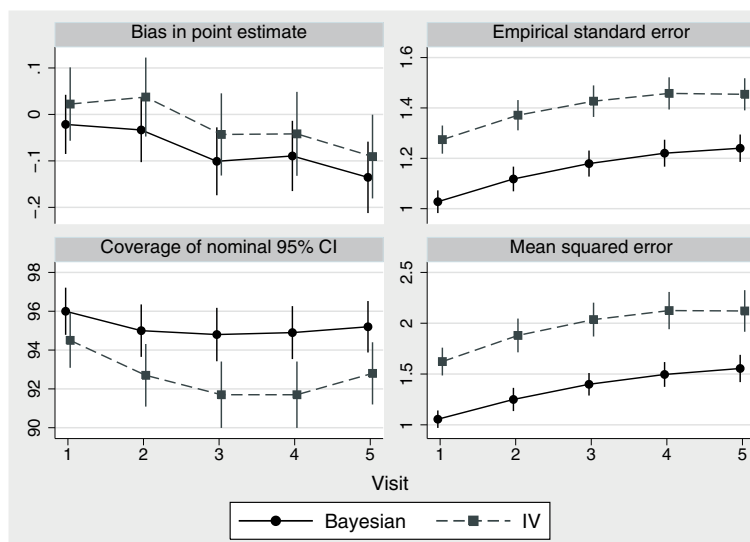 Bias in point estimate
Empirical standard error
.1
0
-.1
-.2
1.6
1.4
1.2
1
Coverage of nominal 95% CI
Mean squared error
98
96
94
92
90
2.5
2
1.5
1
1 2 3 4 5
1 2 3 4 5
Visit
Bayesian IV